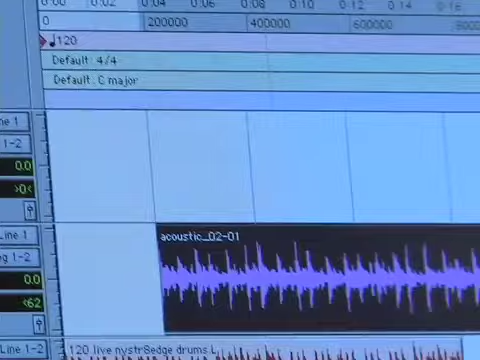 0:00 0:02 0:04 0:06 0:08 0:10 0:12 0:14 0:16
0 200000 400000 600000
120
Default: 4/4
Default: C major
1-2
0.0
>0<
acoustic_02-01
Line 1
1-2
0.0
<62
Line 1-2
120 live nystr8edge drums.L